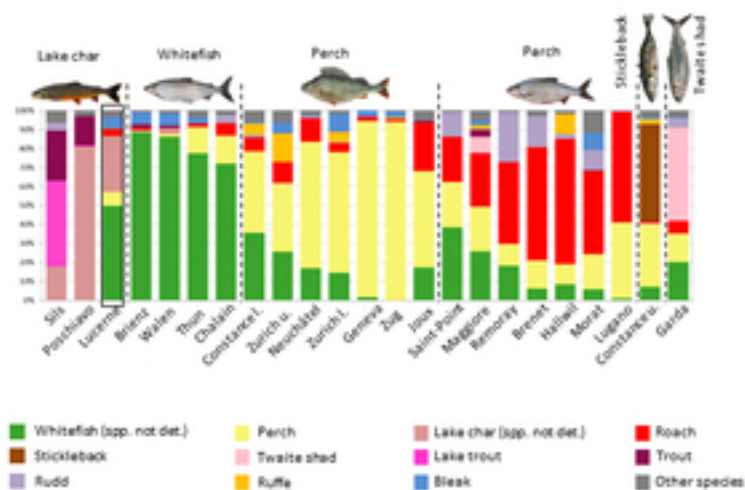 Lake char
Whitefish
Perch
Perch
Stickleback
Twaite shad
100%
90%
80%
70%
60%
50%
40%
30%
20%
10%
0%
Sils
Poschiavo
Lucerne
Brienz
Walen
Thun
Chalain
Constance l.
Zurich u.
Neuchâtel
Zurich l.
Geneva
Zug
Joux
Saint-Point
Maggiore
Remoray
Brenet
Hallwil
Morat
Lugano
Constance u.
Garda
Whitefish (spp. not det.)
Perch
Lake char (spp. not det.)
Roach
Stickleback
Twaite shad
Lake trout
Trout
Rudd
Ruffe
Bleak
Other species